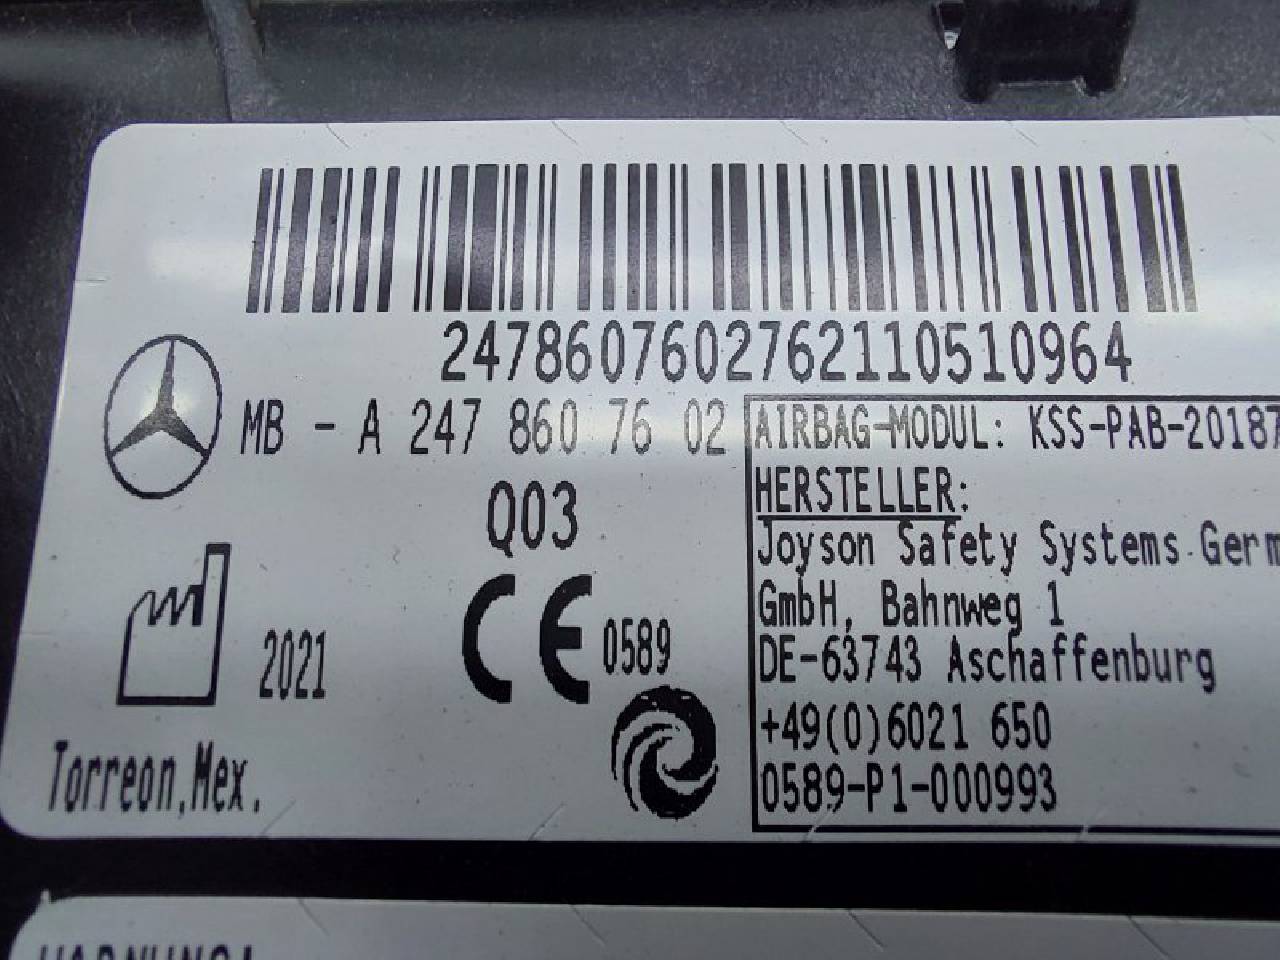 2478607602762110510964
MB - A 247 860 76 02
Q03
CE 0589
2021
Torreon,Mex.
AIRBAG-MODUL: KSS-PAB-20187
HERSTELLER:
Joyson Safety Systems Germ
GmbH, Bahnweg 1
DE-63743 Aschaffenburg
+49(0)6021 650
0589-P1-000993